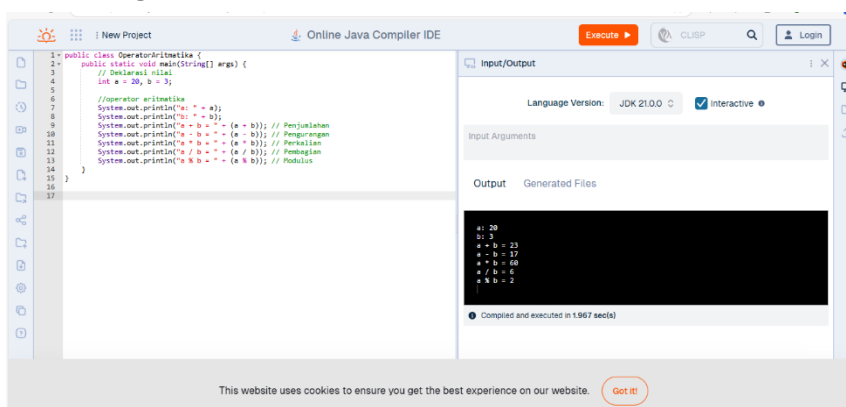 New Project
Online Java Compiler IDE
Execute
CLISP
Login
1 public class OperatorAritmatika {
2 public static void main(String[] args) {
3 // Deklarasi nilai
4 int a = 20, b = 3;
5
6 //operator aritmetika
7 System.out.println("a: " + a);
8 System.out.println("b: " + b);
9 System.out.println("a + b = " + (a + b)); // Penjumlahan
10 System.out.println("a - b = " + (a - b)); // Pengurangan
11 System.out.println("a * b = " + (a * b)); // Perkalian
12 System.out.println("a / b = " + (a / b)); // Pembagian
13 System.out.println("a % b = " + (a % b)); // Modulus
14 }
15 }
16
17
Input/Output
Language Version: JDK 21.0.0 Interactive
Input Arguments
Output Generated Files
a: 20
b: 3
a + b = 23
a - b = 17
a * b = 60
a / b = 6
a % b = 2
Compiled and executed in 1.967 sec(s)
This website uses cookies to ensure you get the best experience on our website. Got it!